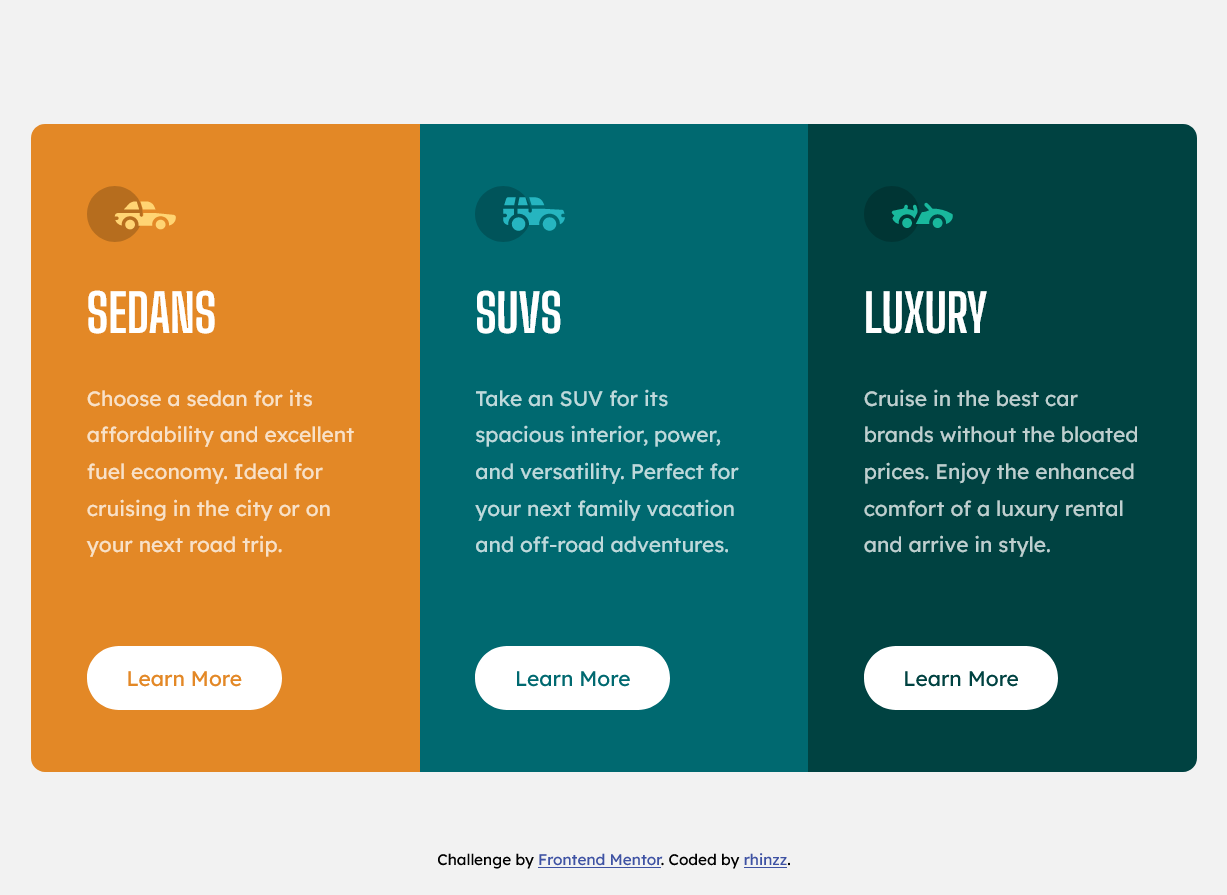 SEDANS
Choose a sedan for its
affordability and excellent
fuel economy. Ideal for
cruising in the city or on
your next road trip.
Learn More
SUVS
Take an SUV for its
spacious interior, power,
and versatility. Perfect for
your next family vacation
and off-road adventures.
Learn More
LUXURY
Cruise in the best car
brands without the bloated
prices. Enjoy the enhanced
comfort of a luxury rental
and arrive in style.
Learn More
Challenge by Frontend Mentor. Coded by rhinzz.